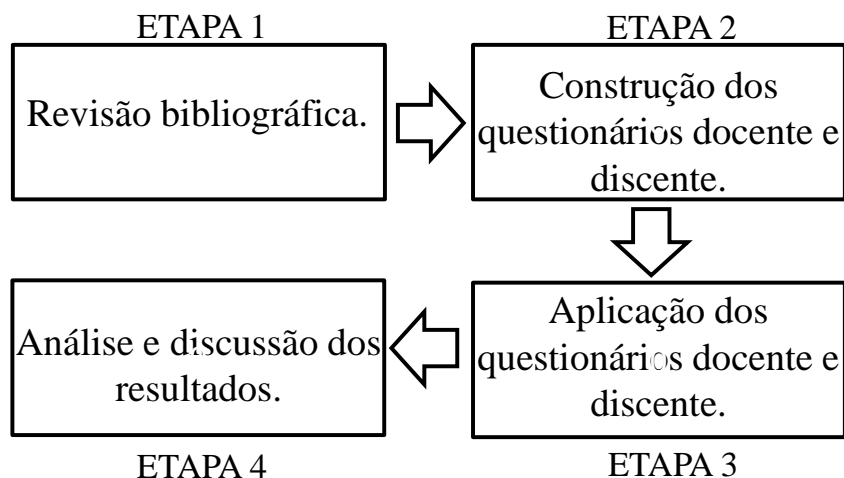 ETAPA 1
Revisão bibliográfica.
ETAPA 2
Construção dos
questionários docente e
discente.
Aplicação dos
questionários docente e
discente.
ETAPA 3
Análise e discussão dos
resultados.
ETAPA 4